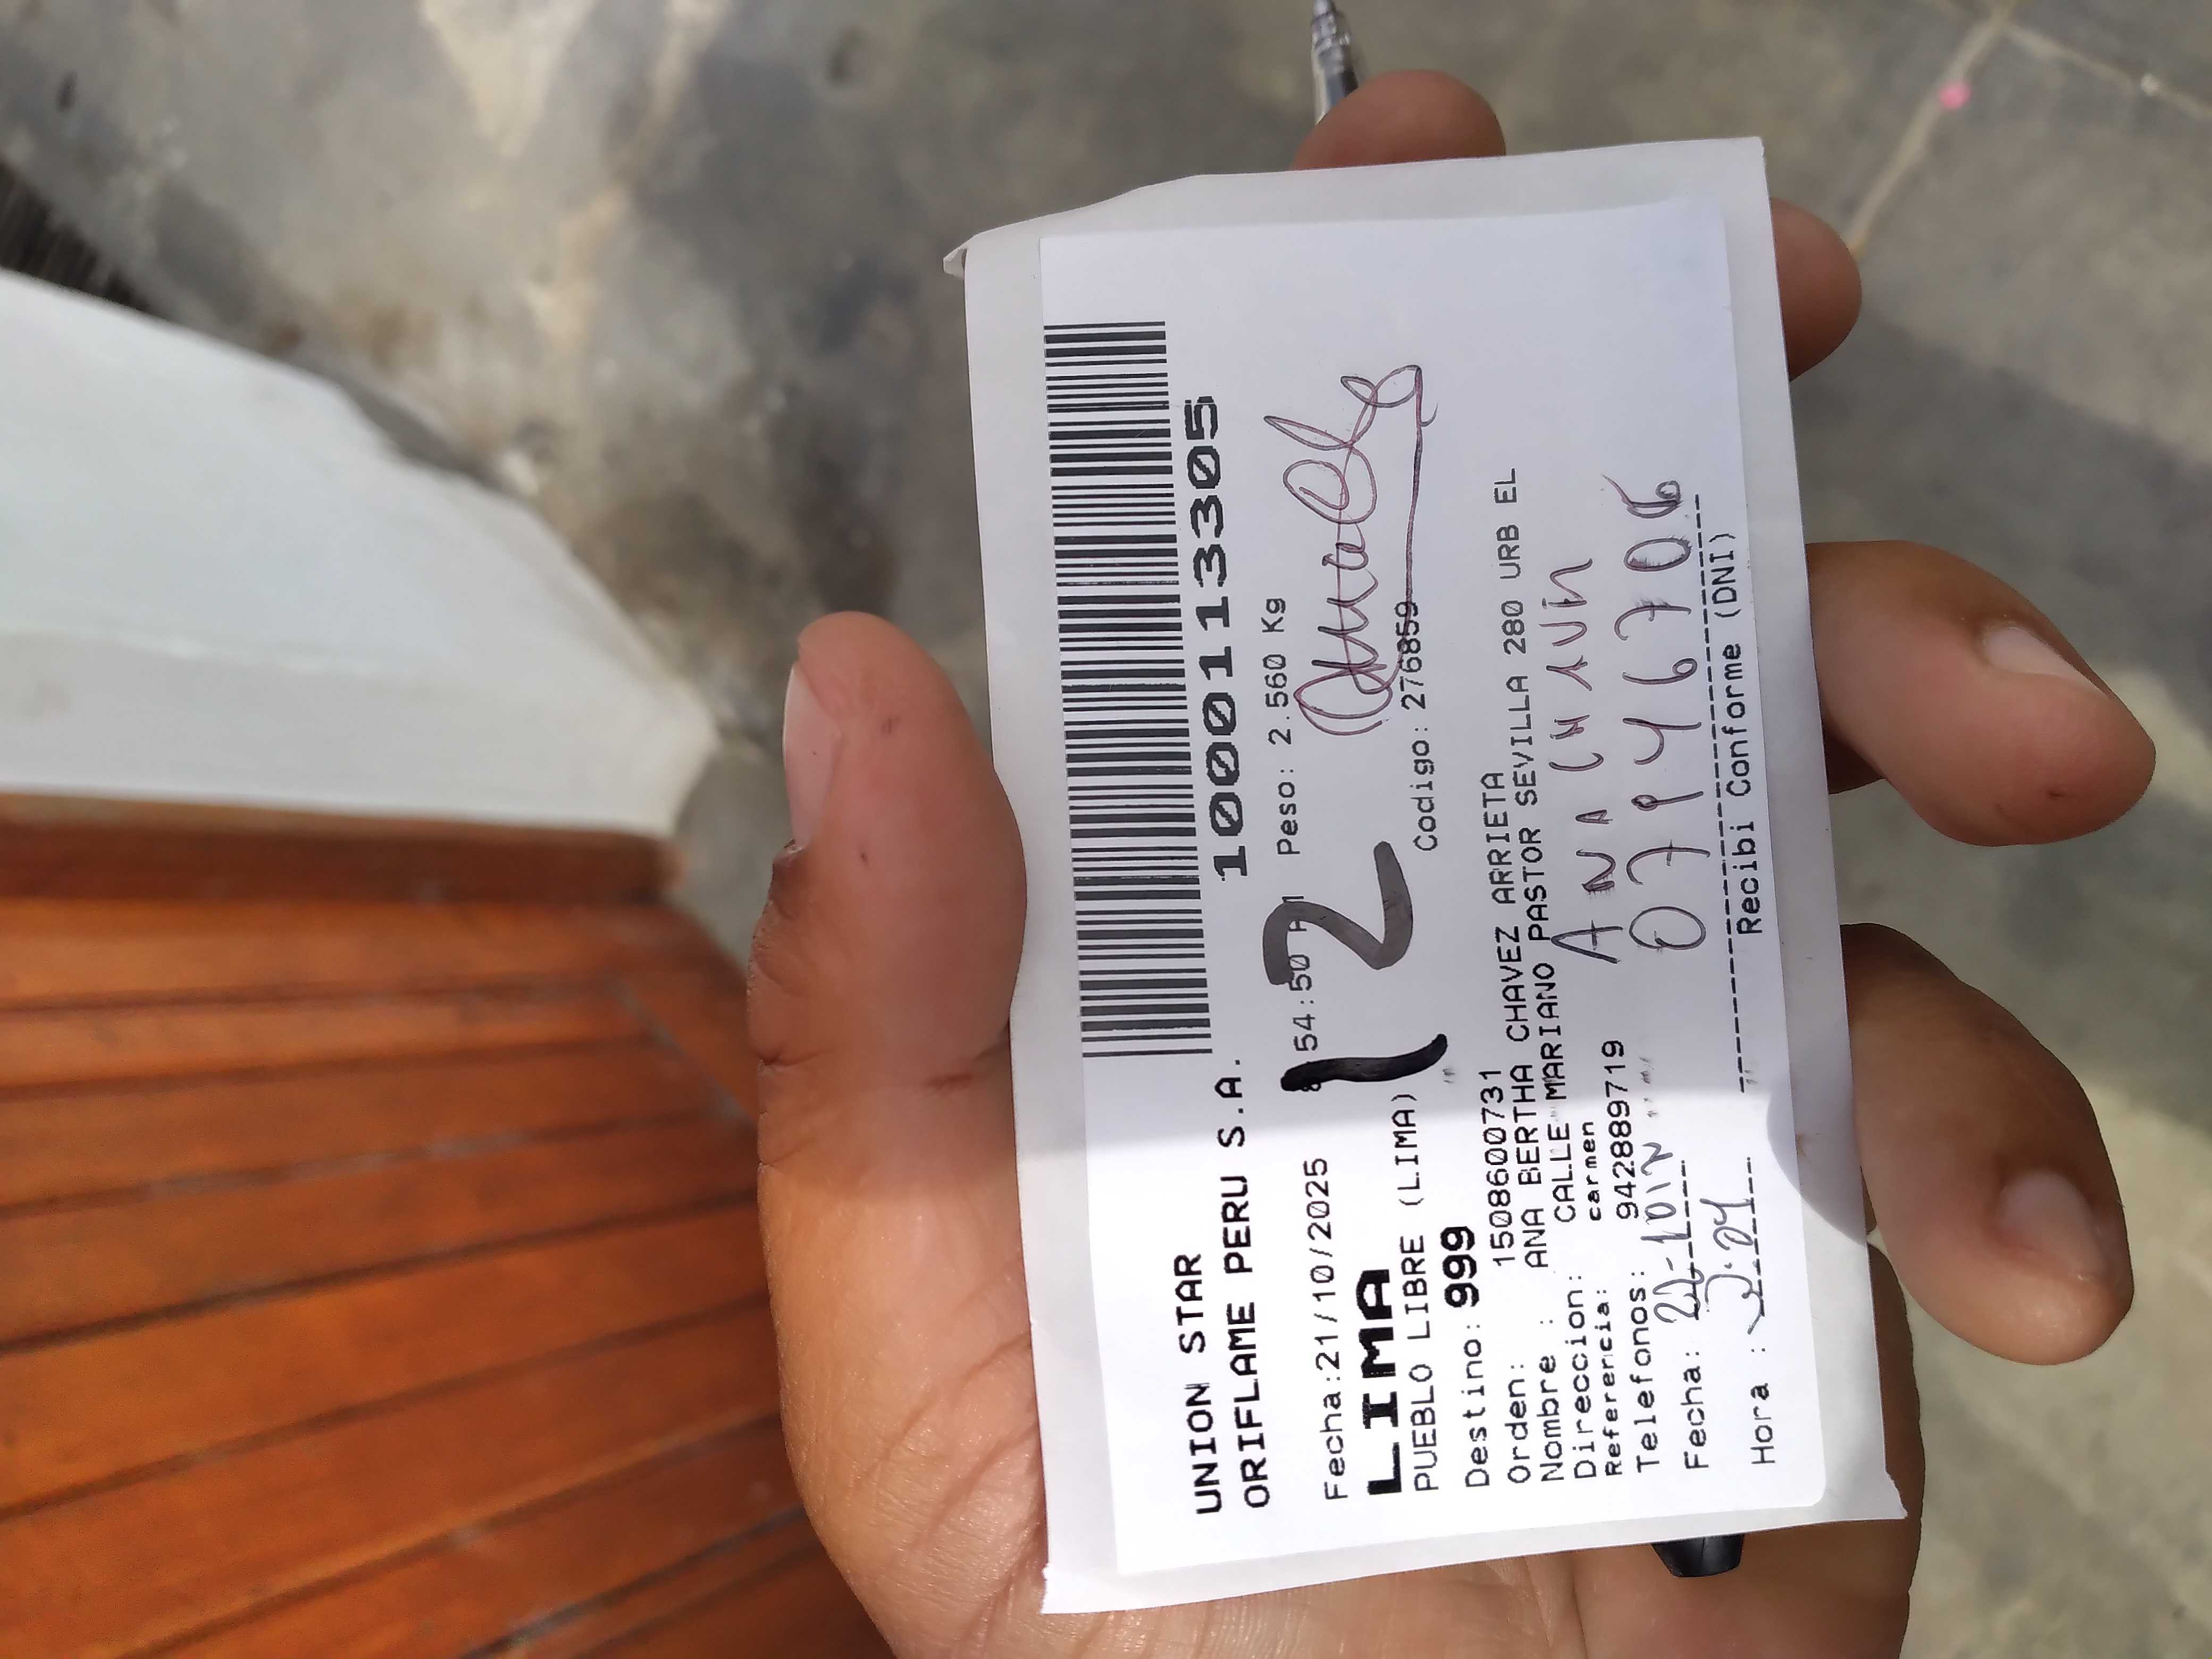 UNION STAR
ORIFLAME PERU S.A.
1000113305
Fecha:21/10/2025 54:50 Peso: 2.560 Kg
12
LIMA
PUEBLO LIBRE (LIMA)
Destino: 999 Codigo: 276859
Orden: 1508600731
Nombre : ANA BERTHA CHAVEZ ARRIETA
Direccion: CALLE MARIANO PASTOR SEVILLA 280 URB EL
Referencia: carmen
Telefonos: 942889719
ANA
07946706
Fecha:
Hora :
Recibi Conforme (DNI)